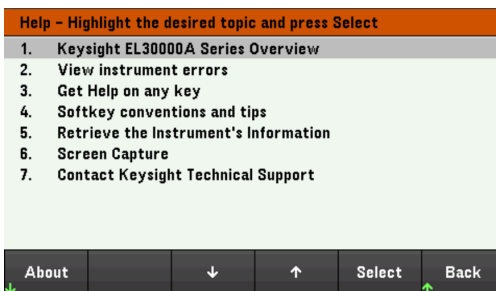 Help - Highlight the desired topic and press Select
1. Keysight EL30000A Series Overview
2. View instrument errors
3. Get Help on any key
4. Softkey conventions and tips
5. Retrieve the Instrument's Information
6. Screen Capture
7. Contact Keysight Technical Support
About ↓ ↑ Select Back